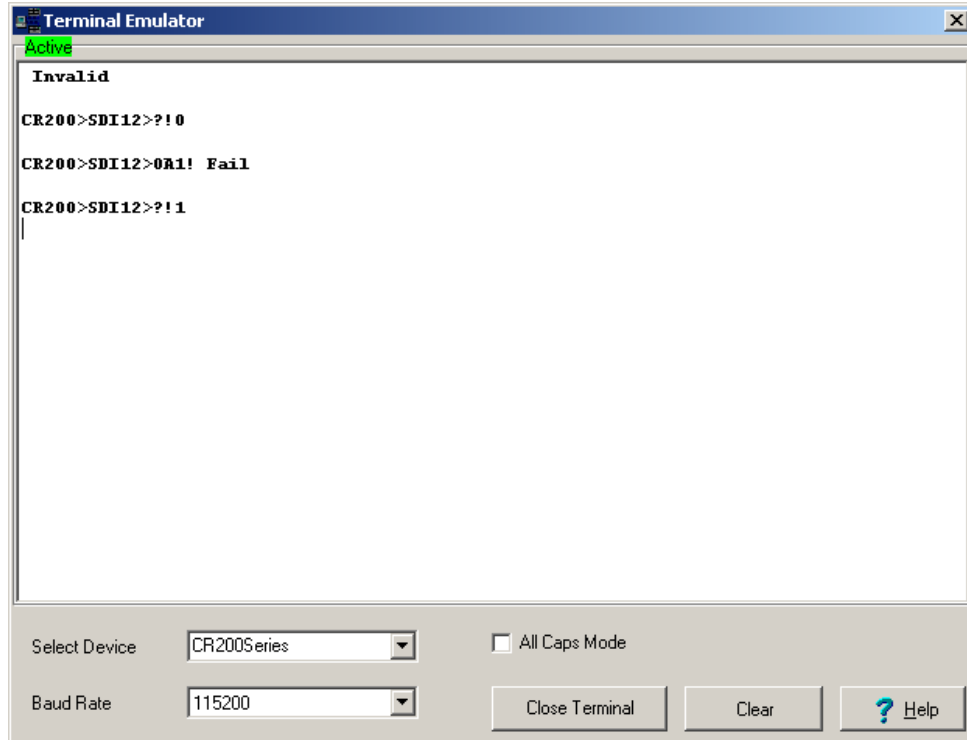 Terminal Emulator
Active
Invalid
CR200>SDI12>?!0
CR200>SDI12>0A1! Fail
CR200>SDI12>?!1
Select Device
CR200Series
All Caps Mode
Baud Rate
115200
Close Terminal
Clear
? Help